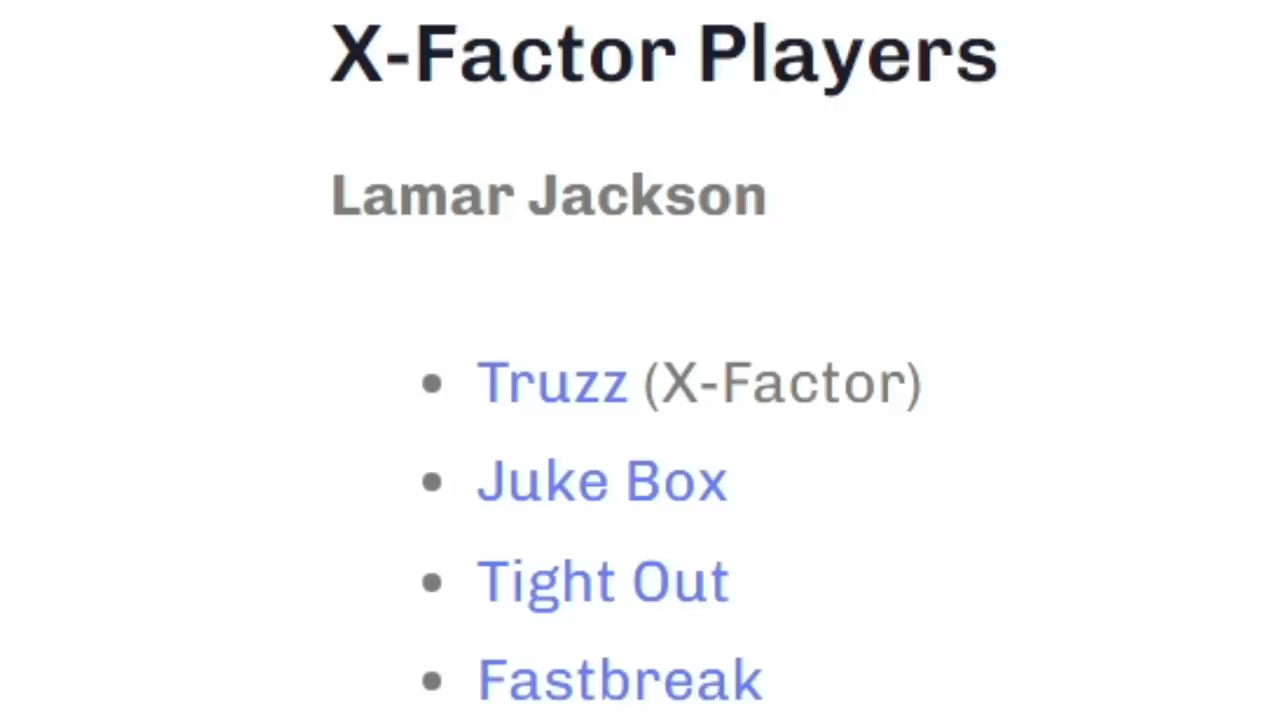 X-Factor Players
Lamar Jackson
Truzz (X-Factor)
Juke Box
Tight Out
Fastbreak